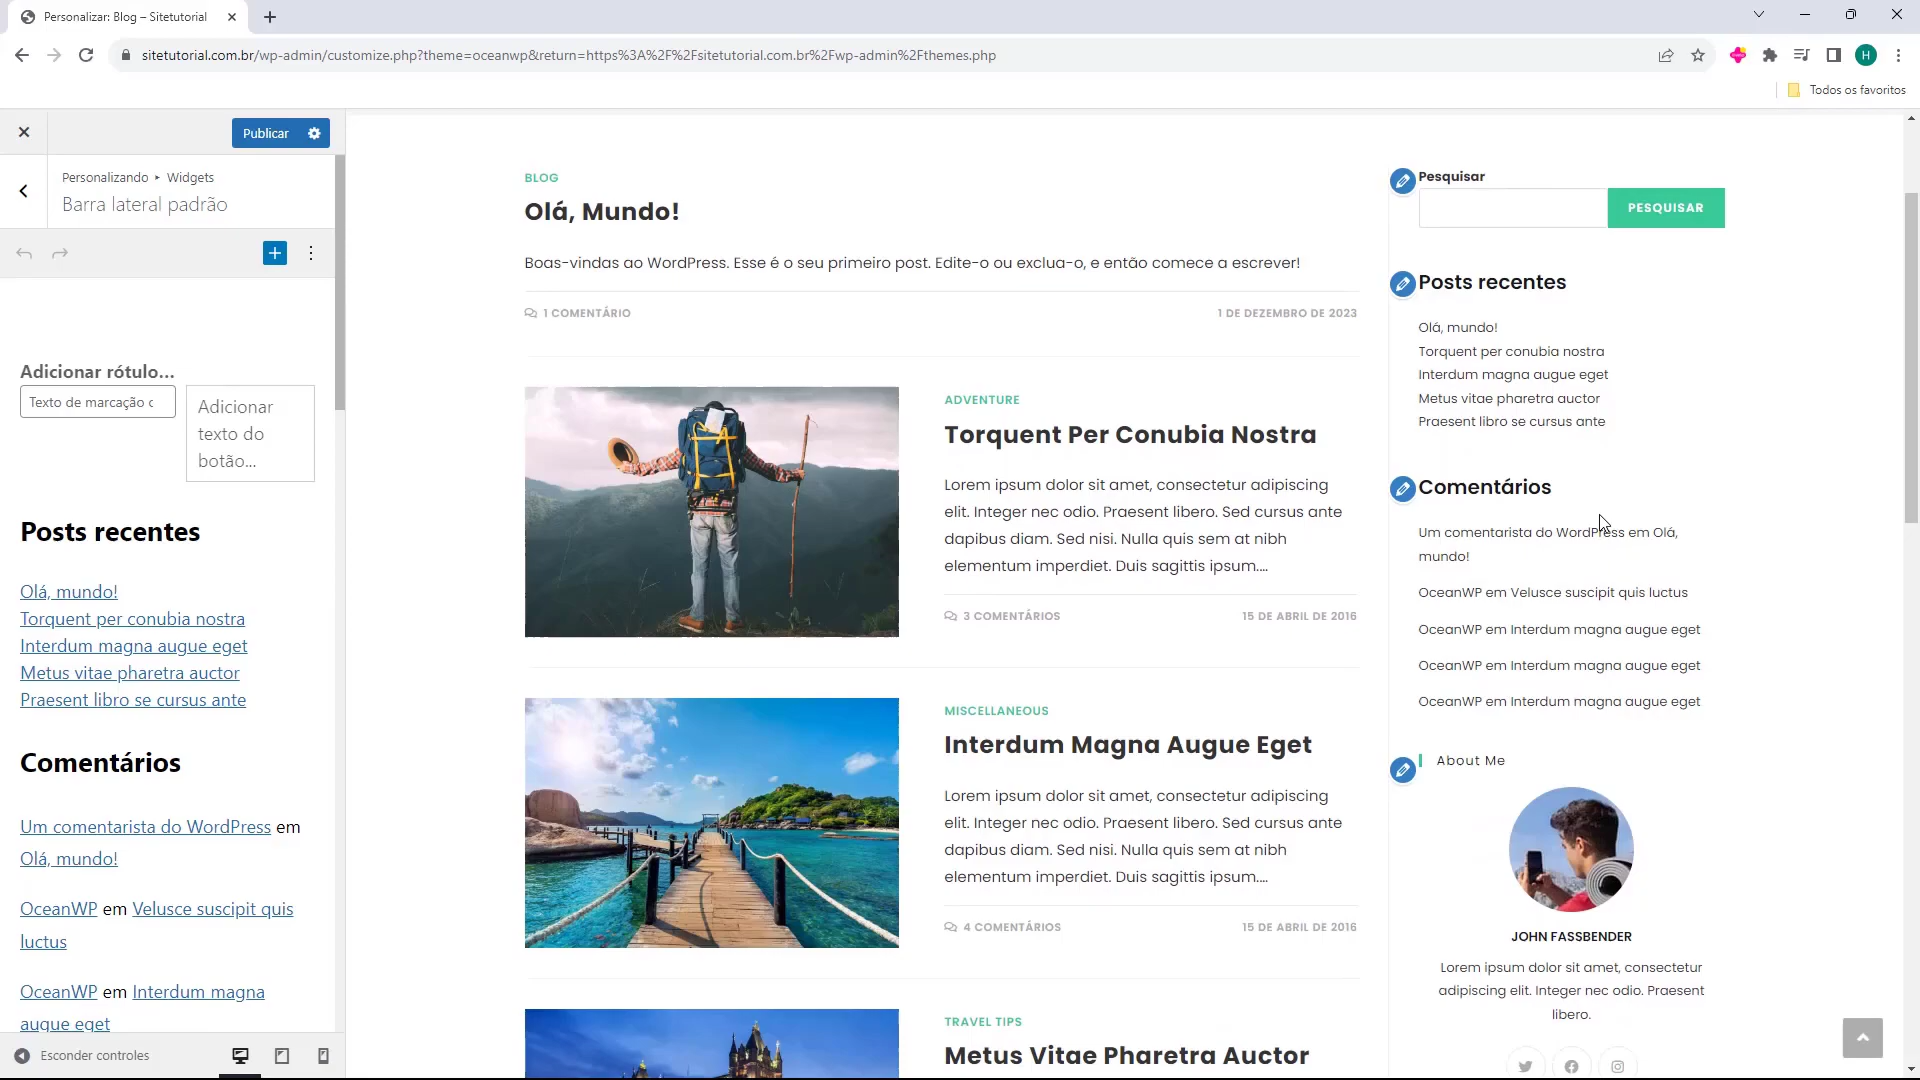 Personalizar: Blog – Sitetutorial
sitetutorial.com.br/wp-admin/customize.php?theme=oceanwp&return=https%3A%2F%2Fsitetutorial.com.br%2Fwp-admin%2Fthemes.php
H
Todos os favoritos
Publicar
Personalizando ▸ Widgets
Barra lateral padrão
Adicionar rótulo...
Texto de marcação c
Adicionar
texto do
botão...
Posts recentes
Olá, mundo!
Torquent per conubia nostra
Interdum magna augue eget
Metus vitae pharetra auctor
Praesent libro se cursus ante
Comentários
Um comentarista do WordPress em
Olá, mundo!
OceanWP em Velusce suscipit quis
luctus
OceanWP em Interdum magna
augue eget
Esconder controles
BLOG
Olá, Mundo!
Boas-vindas ao WordPress. Esse é o seu primeiro post. Edite-o ou exclua-o, e então comece a escrever!
1 COMENTÁRIO
1 DE DEZEMBRO DE 2023
ADVENTURE
Torquent Per Conubia Nostra
Lorem ipsum dolor sit amet, consectetur adipiscing
elit. Integer nec odio. Praesent libero. Sed cursus ante
dapibus diam. Sed nisi. Nulla quis sem at nibh
elementum imperdiet. Duis sagittis ipsum....
3 COMENTÁRIOS
15 DE ABRIL DE 2016
MISCELLANEOUS
Interdum Magna Augue Eget
Lorem ipsum dolor sit amet, consectetur adipiscing
elit. Integer nec odio. Praesent libero. Sed cursus ante
dapibus diam. Sed nisi. Nulla quis sem at nibh
elementum imperdiet. Duis sagittis ipsum....
4 COMENTÁRIOS
15 DE ABRIL DE 2016
TRAVEL TIPS
Metus Vitae Pharetra Auctor
Pesquisar
PESQUISAR
Posts recentes
Olá, mundo!
Torquent per conubia nostra
Interdum magna augue eget
Metus vitae pharetra auctor
Praesent libro se cursus ante
Comentários
Um comentarista do WordPress em Olá,
mundo!
OceanWP em Velusce suscipit quis luctus
OceanWP em Interdum magna augue eget
OceanWP em Interdum magna augue eget
OceanWP em Interdum magna augue eget
About Me
JOHN FASSBENDER
Lorem ipsum dolor sit amet, consectetur
adipiscing elit. Integer nec odio. Praesent
libero.